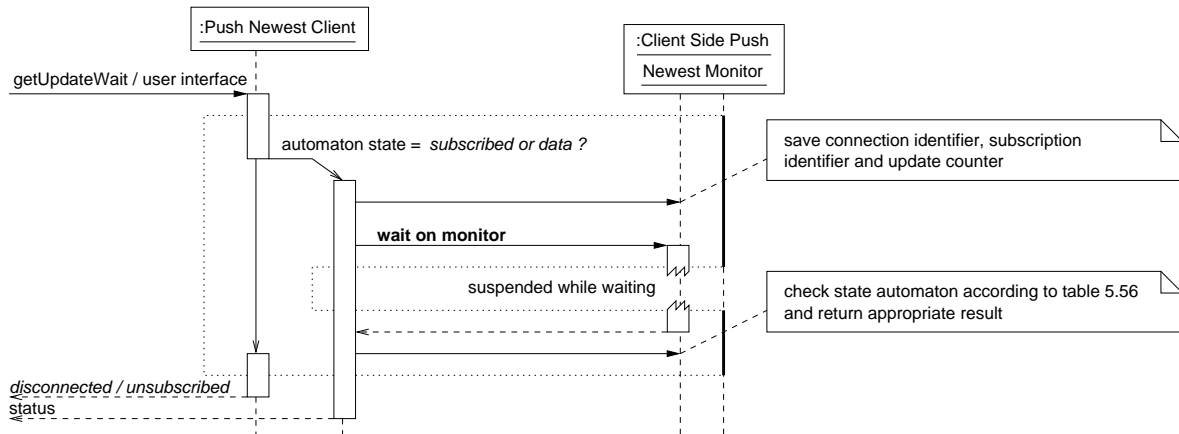 :Push Newest Client
:Client Side Push
Newest Monitor
getUpdateWait / user interface
automaton state = subscribed or data ?
save connection identifier, subscription
identifier and update counter
wait on monitor
suspended while waiting
check state automaton according to table 5.56
and return appropriate result
disconnected / unsubscribed
status